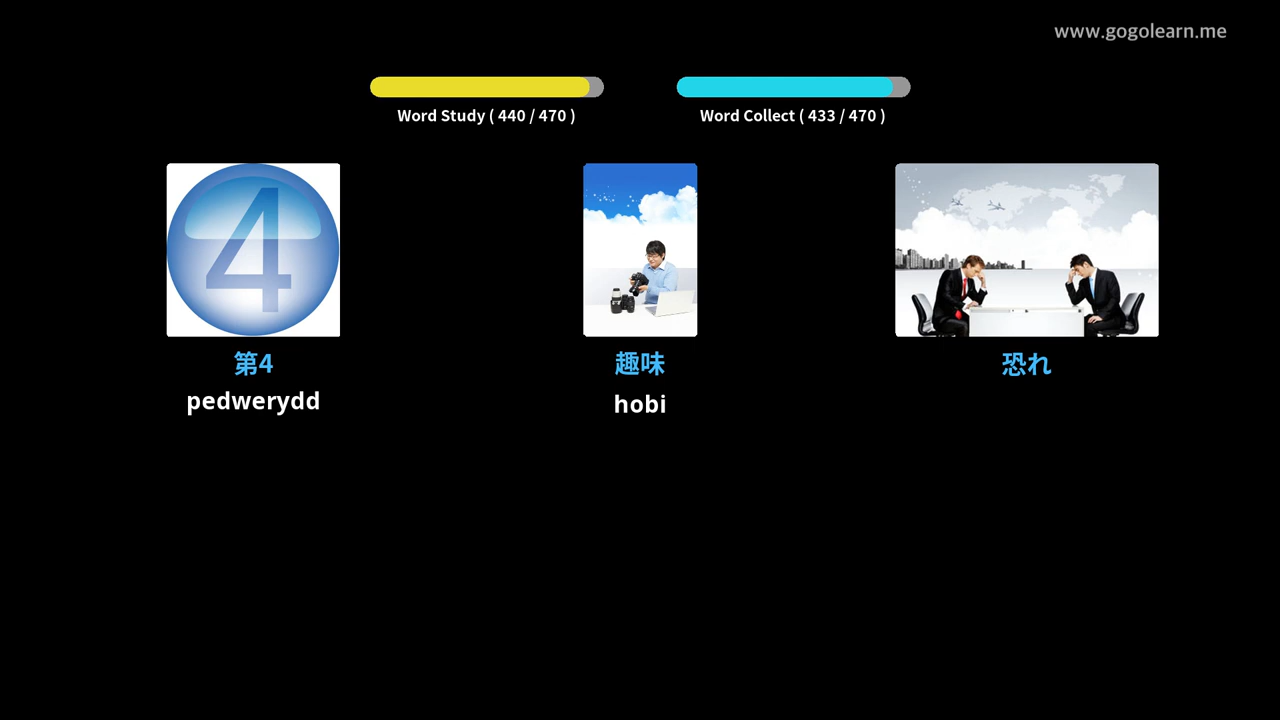 www.gogolearn.me
Word Study ( 440 / 470 )
Word Collect ( 433 / 470 )
4
第4
趣味
恐れ
pedwerydd
hobi